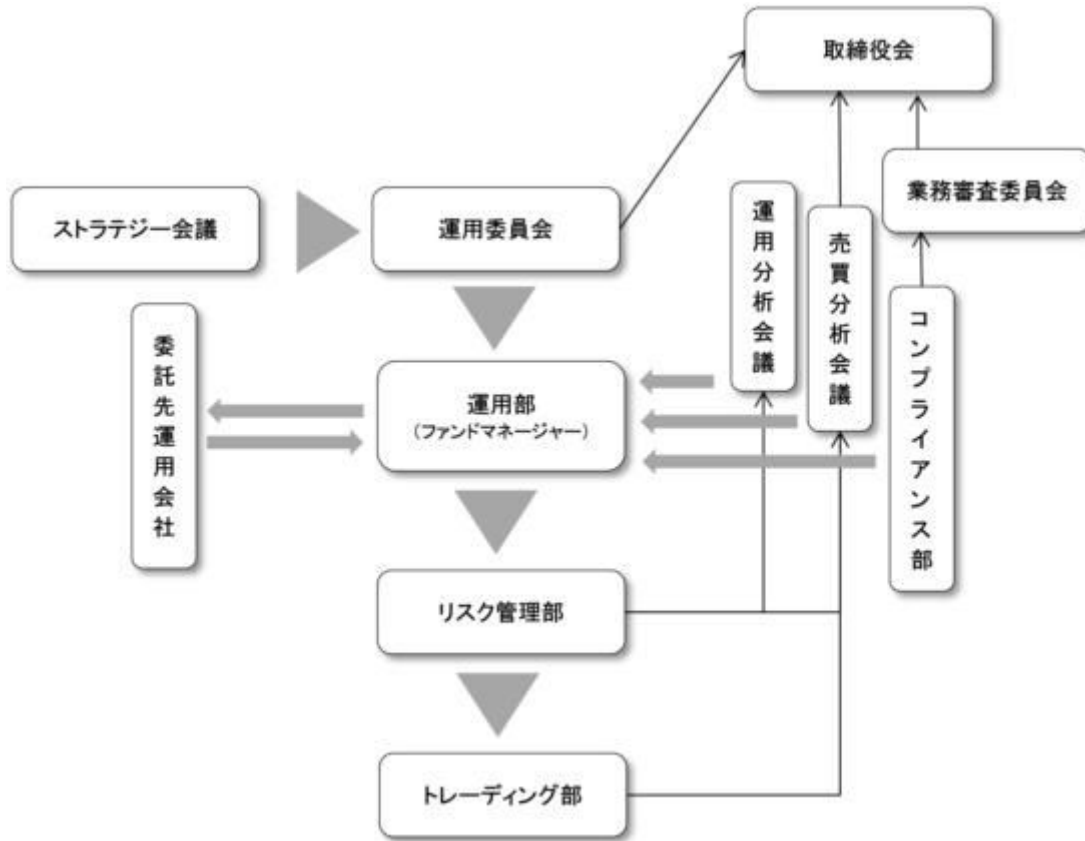 取締役会
業務審査委員会
ストラテジー会議
運用委員会
運用分析会議
売買分析会議
コンプライアンス部
委託先運用会社
運用部
(ファンドマネージャー)
リスク管理部
トレーディング部